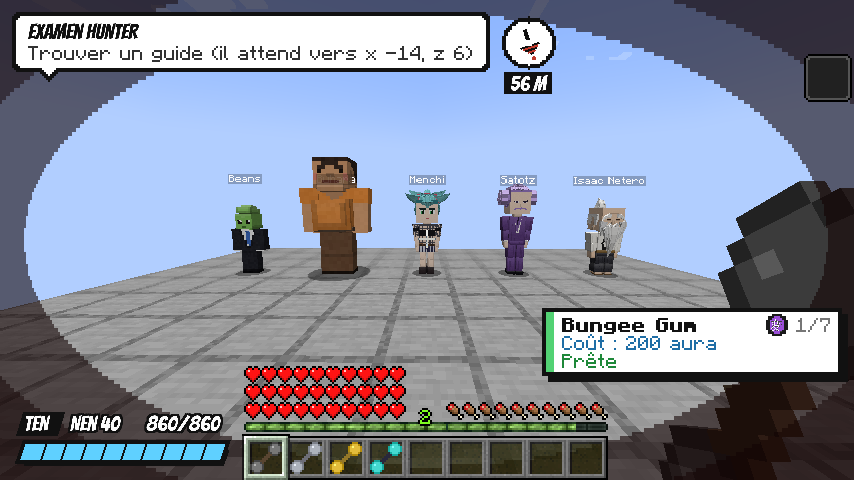 EXAMEN HUNTER
Trouver un guide (il attend vers x -14, z 6)
56 M
Beans
a
Menchi
Satotz
Isaac Netero
Bungee Gum
1/7
Coût : 200 aura
Prête
2
TEN
NEN 40
860/860